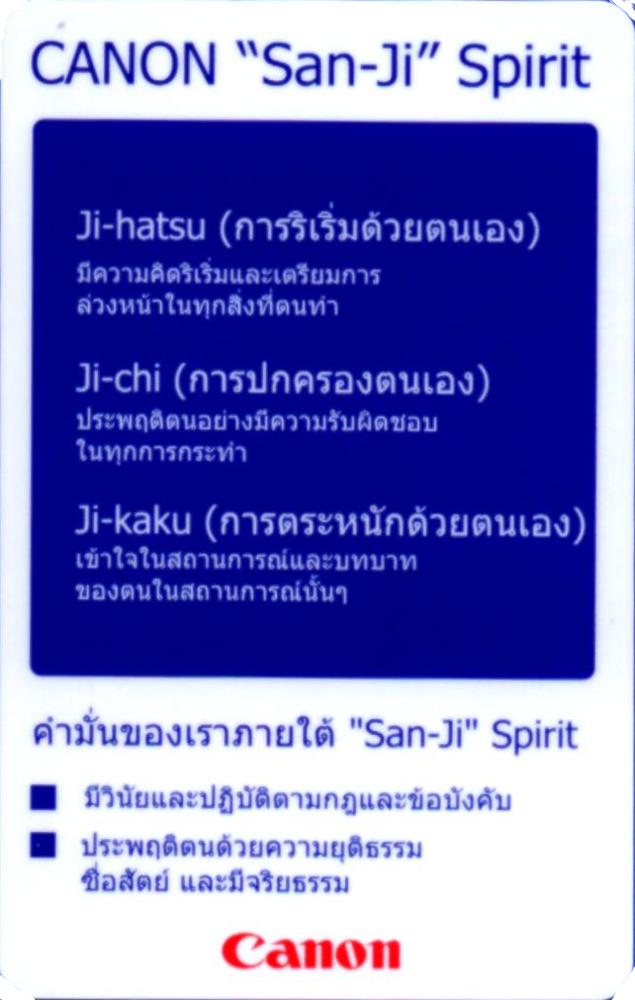 CANON “San-Ji” Spirit
Ji-hatsu (การริเริ่มด้วยตนเอง)
มีความคิดริเริ่มและเตรียมการ
ล่วงหน้าในทุกสิ่งที่ตนทำ
Ji-chi (การปกครองตนเอง)
ประพฤติตนอย่างมีความรับผิดชอบ
ในทุกการกระทำ
Ji-kaku (การตระหนักด้วยตนเอง)
เข้าใจในสถานการณ์และบทบาท
ของตนในสถานการณ์นั้นๆ
คำมั่นของเราภายใต้ "San-Ji" Spirit
มีวินัยและปฏิบัติตามกฎและข้อบังคับ
ประพฤติตนด้วยความยุติธรรม
ซื่อสัตย์ และมีจริยธรรม
Canon